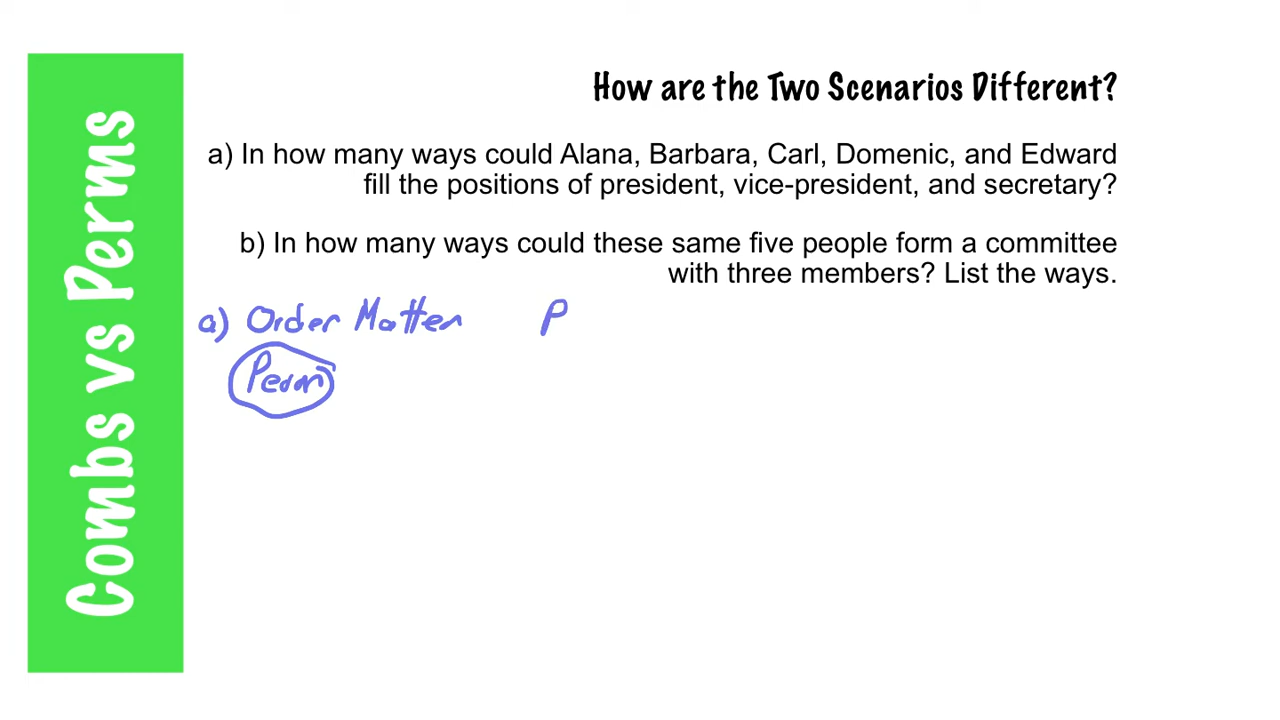 Combs vs Perms
How are the Two Scenarios Different?
a) In how many ways could Alana, Barbara, Carl, Domenic, and Edward
fill the positions of president, vice-president, and secretary?
b) In how many ways could these same five people form a committee
with three members? List the ways.
a) Order Matters P
Perm